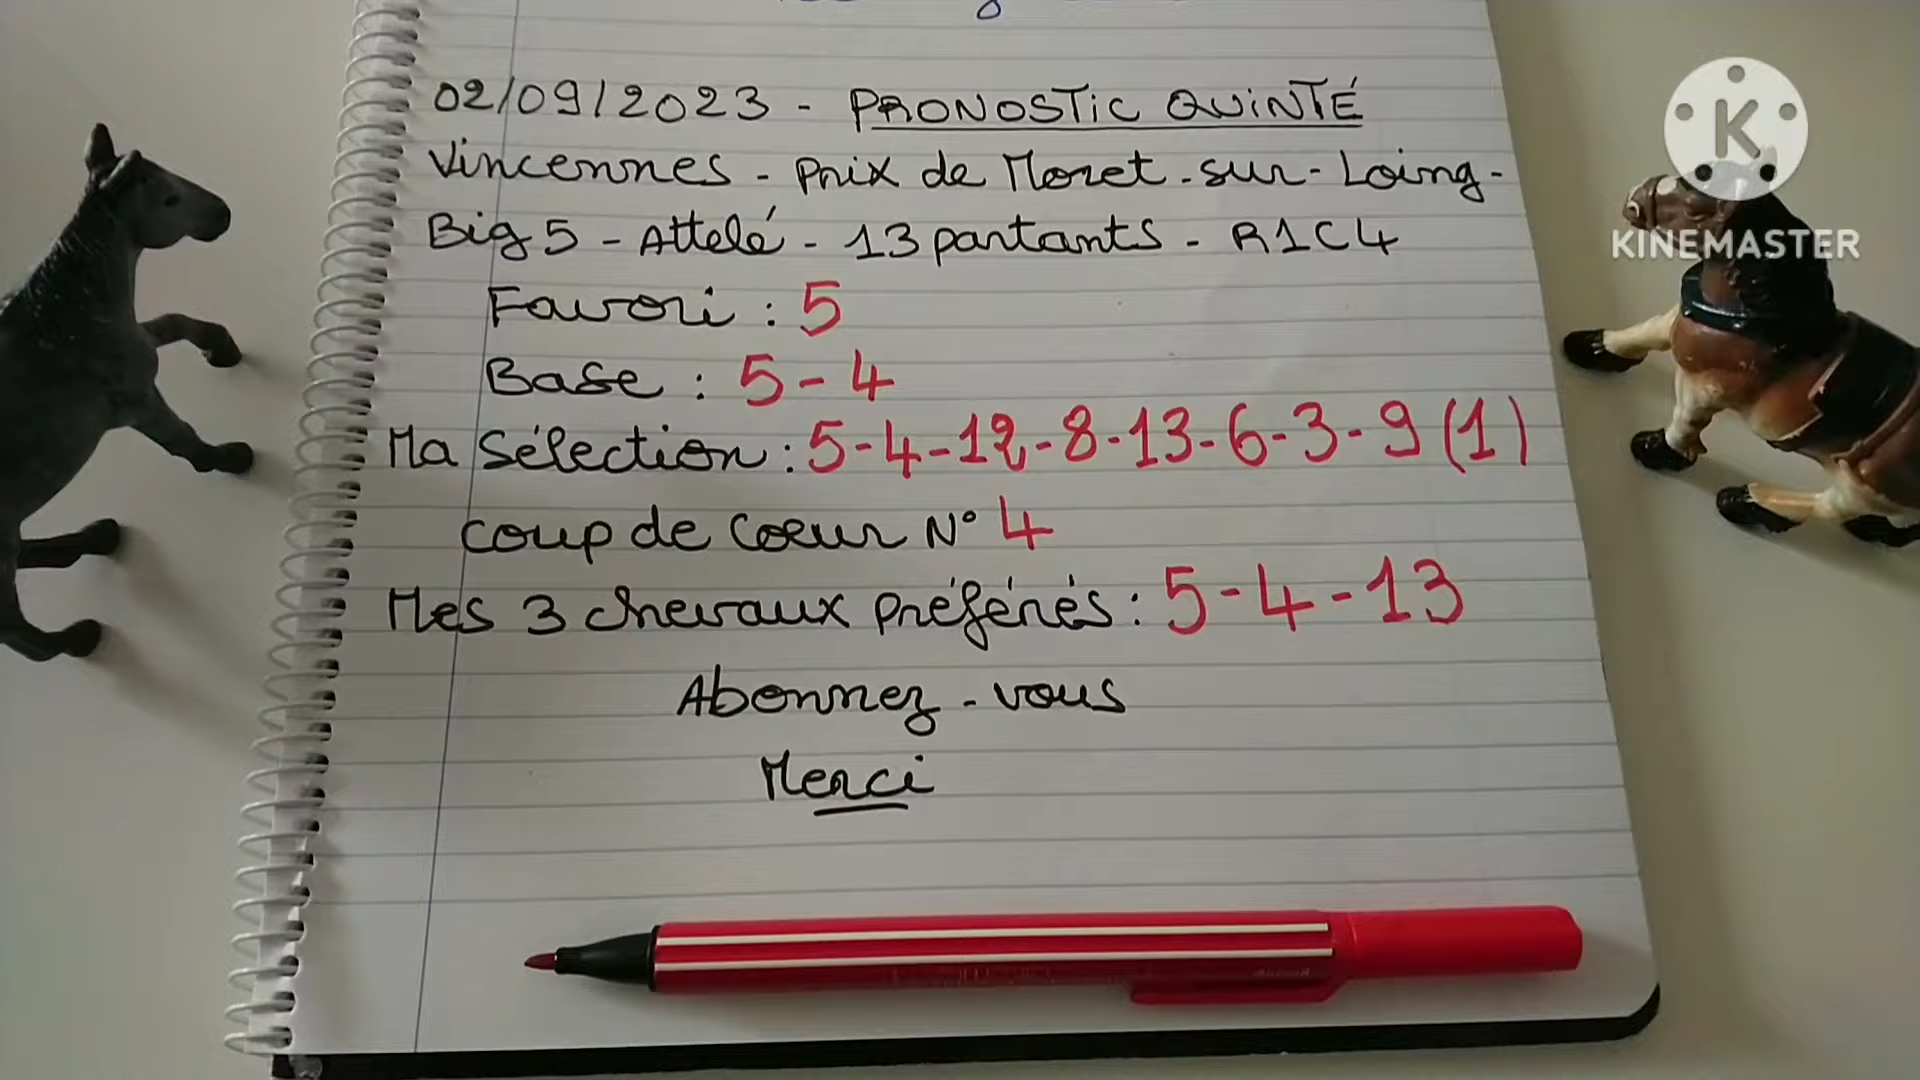 02/09/2023 - PRONOSTIC QUINTÉ
Vincennes - Prix de Moret-sur-Loing -
Big 5 - Attelé - 13 partants - R1C4
Favori : 5
Base : 5 - 4
Ma Sélection : 5-4-12-8-13-6-3-9 (1)
Coup de Coeur N° 4
Mes 3 chevaux préférés : 5-4-13
Abonnez-vous
Merci
K
KINEMASTER